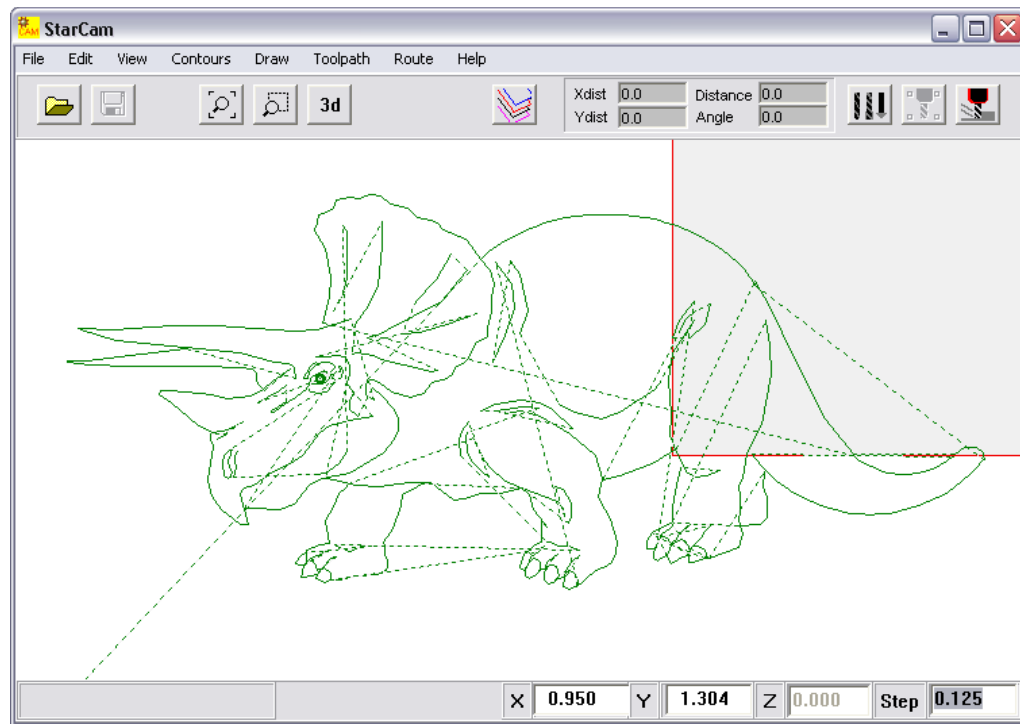 CAM StarCam
File Edit View Contours Draw Toolpath Route Help
3d
Xdist 0.0 Distance 0.0
Ydist 0.0 Angle 0.0
X 0.950 Y 1.304 Z 0.000 Step 0.125